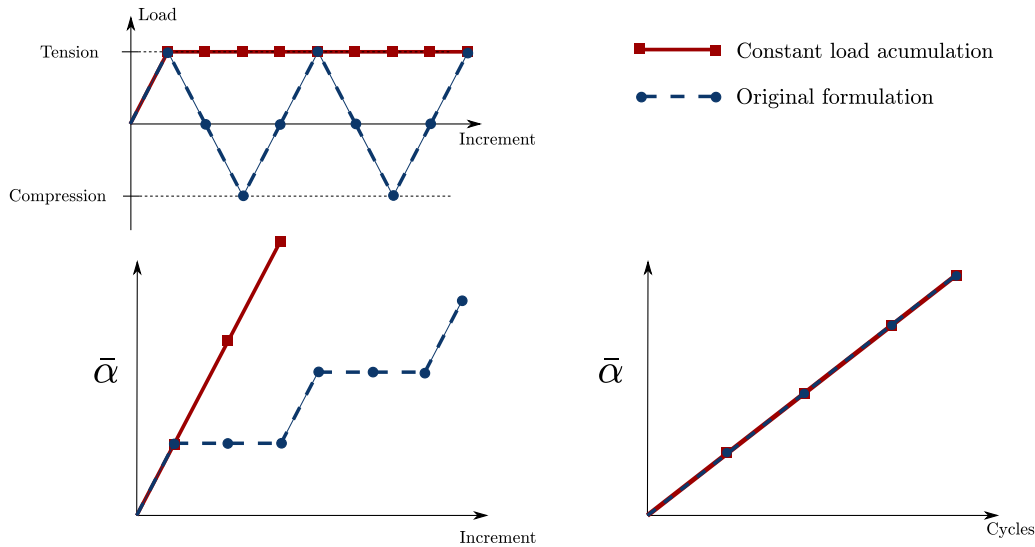 Load
Tension
Increment
Compression
Constant load acumulation
Original formulation
ᾱ
Increment
ᾱ
Cycles